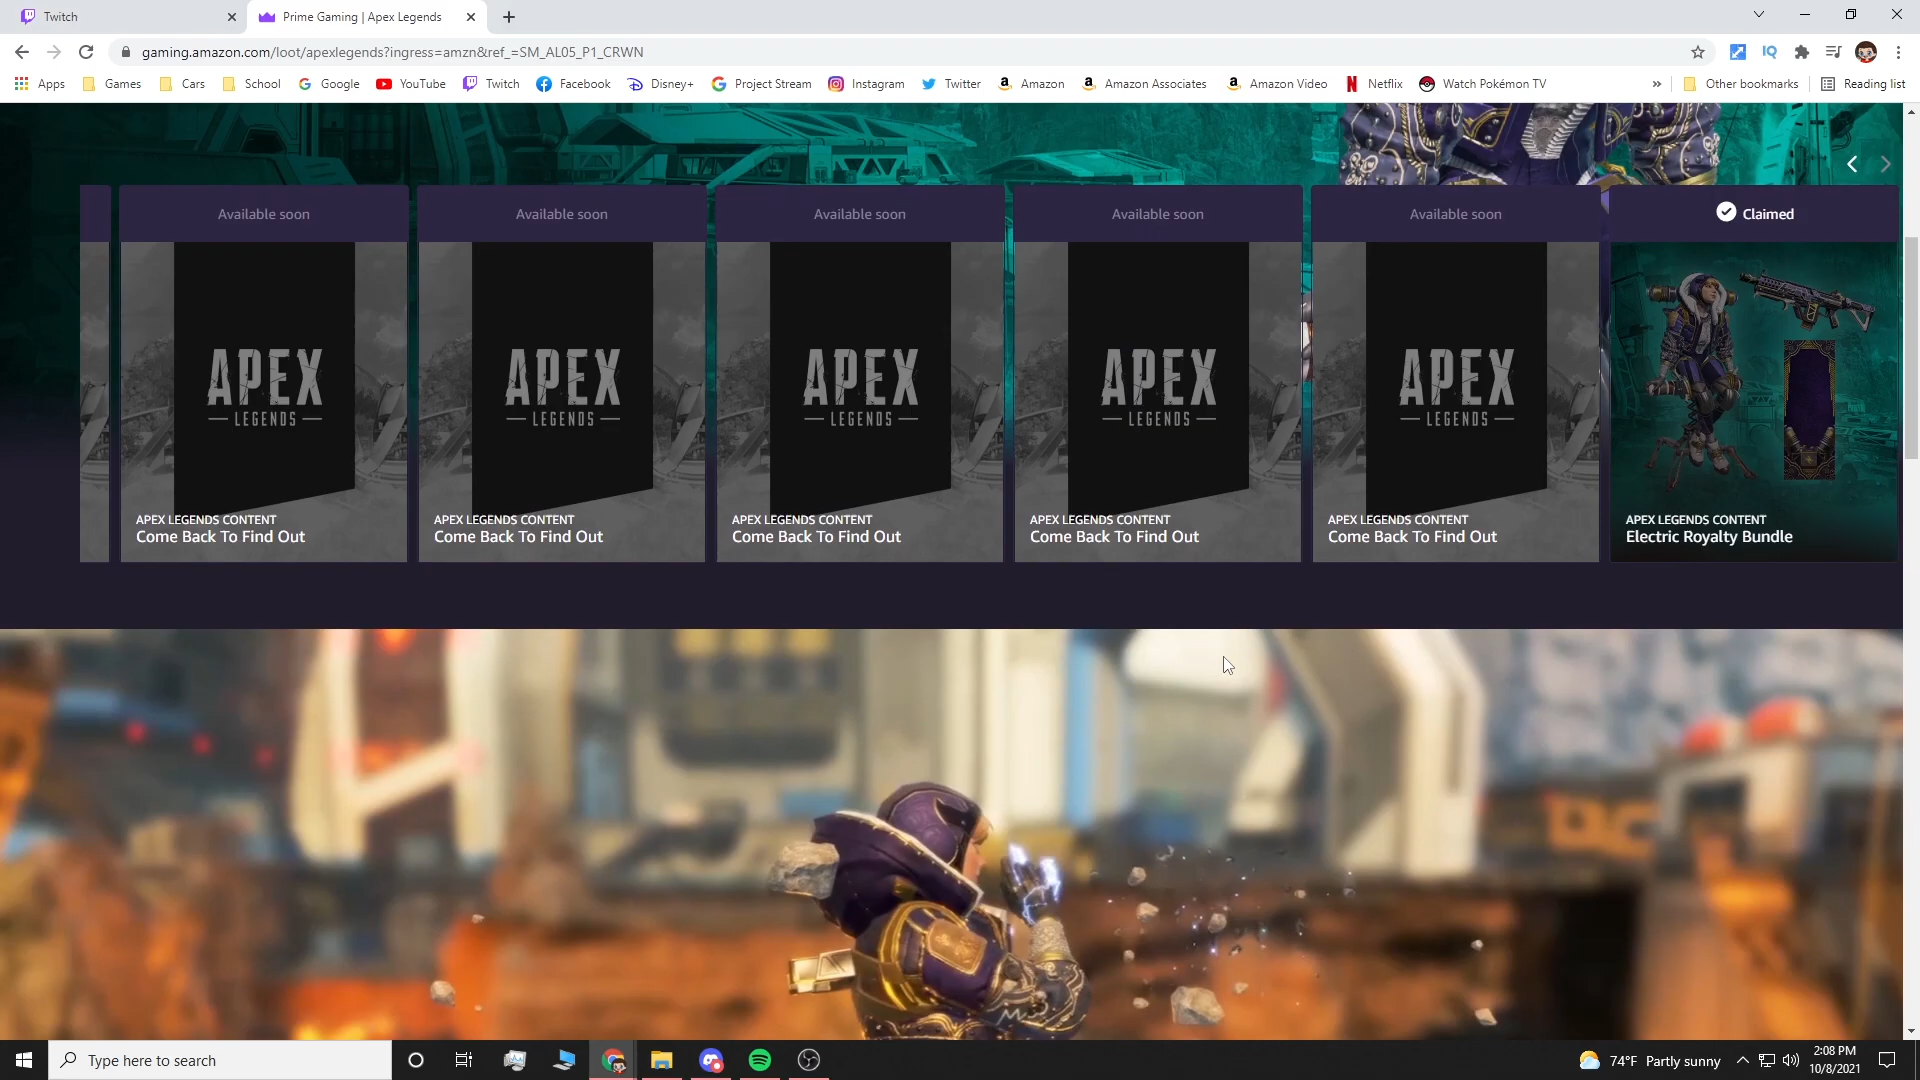 Twitch
Prime Gaming | Apex Legends
gaming.amazon.com/loot/apexlegends?ingress=amzn&ref_=SM_AL05_P1_CRWN
IQ
Apps Games Cars School Google YouTube Twitch Facebook Disney+ Project Stream Instagram Twitter Amazon Amazon Associates Amazon Video Netflix Watch Pokémon TV » Other bookmarks Reading list
Available soon Available soon Available soon Available soon Available soon Claimed
APEX APEX APEX APEX APEX
LEGENDS LEGENDS LEGENDS LEGENDS LEGENDS
APEX LEGENDS CONTENT APEX LEGENDS CONTENT APEX LEGENDS CONTENT APEX LEGENDS CONTENT APEX LEGENDS CONTENT APEX LEGENDS CONTENT
Come Back To Find Out Come Back To Find Out Come Back To Find Out Come Back To Find Out Come Back To Find Out Electric Royalty Bundle
Type here to search
74°F Partly sunny
2:08 PM
10/8/2021